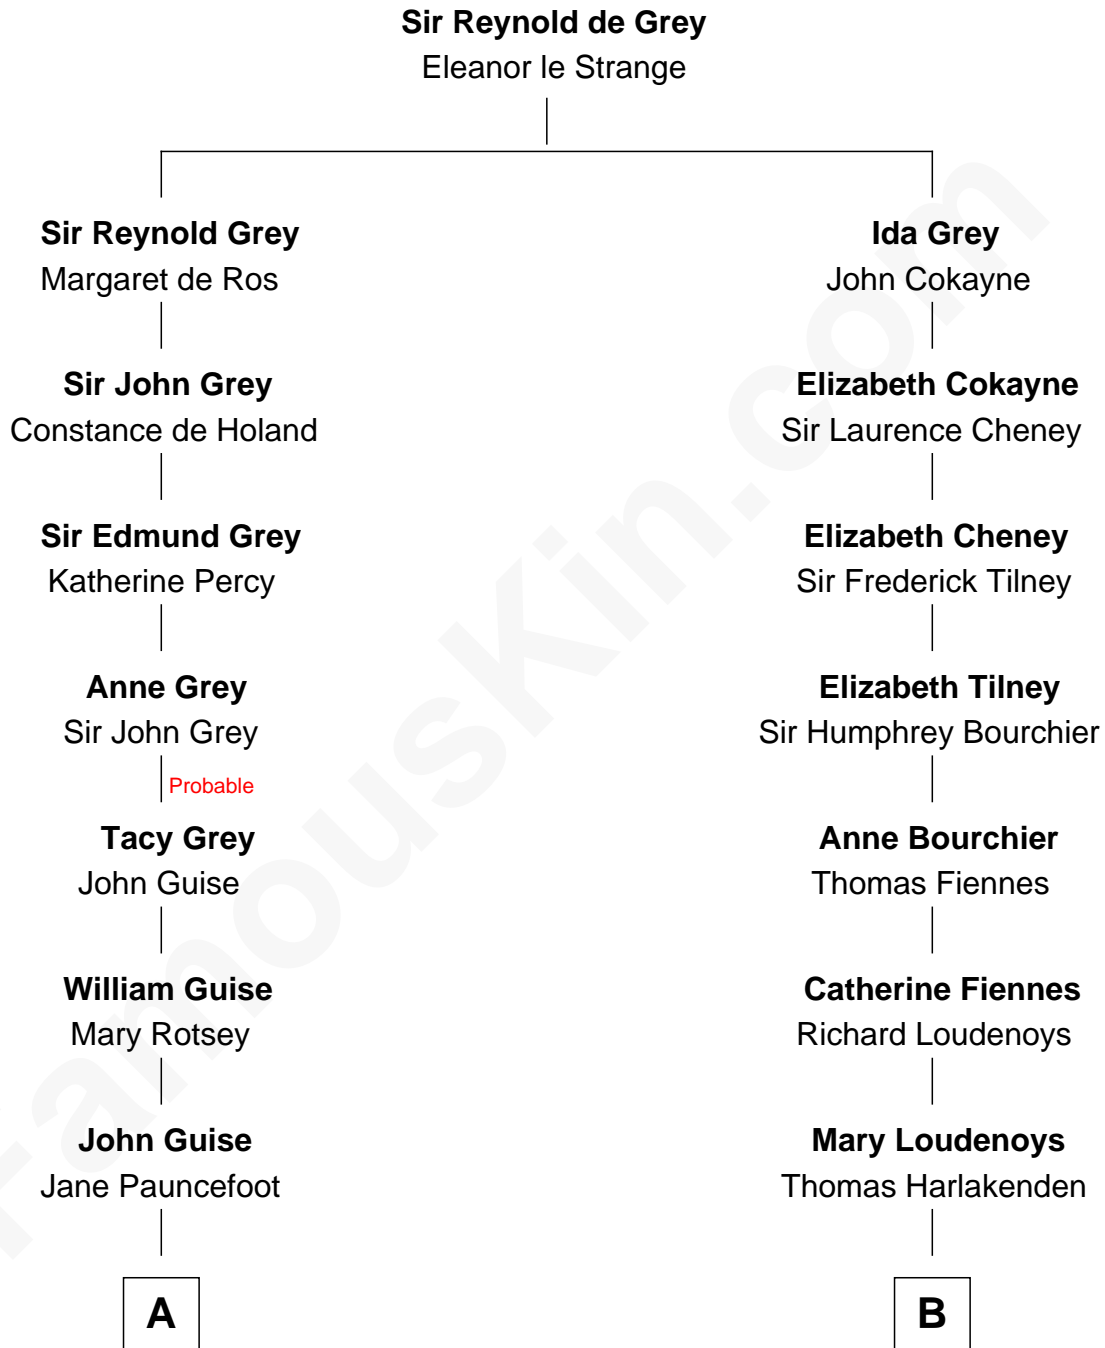 Sir Reynold de Grey
Eleanor le Strange
Sir Reynold Grey
Margaret de Ros
Ida Grey
John Cokayne
Sir John Grey
Constance de Holand
Elizabeth Cokayne
Sir Laurence Cheney
Sir Edmund Grey
Katherine Percy
Elizabeth Cheney
Sir Frederick Tilney
Anne Grey
Sir John Grey
Elizabeth Tilney
Sir Humphrey Bourchier
Probable
Tacy Grey
John Guise
Anne Bourchier
Thomas Fiennes
William Guise
Mary Rotsey
Catherine Fiennes
Richard Loudenoys
John Guise
Jane Pauncefoot
Mary Loudenoys
Thomas Harlakenden
A
B
FamousKin.com